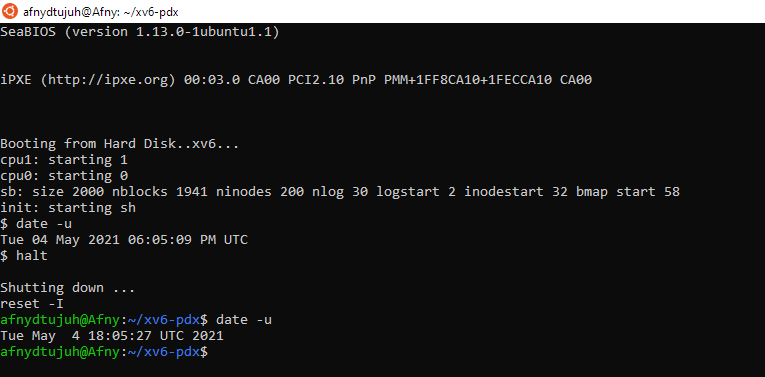 afnydtujuh@Afny: ~/xv6-pdx
SeaBIOS (version 1.13.0-1ubuntu1.1)
iPXE (http://ipxe.org) 00:03.0 CA00 PCI2.10 PnP PMM+1FF8CA10+1FECCA10 CA00
Booting from Hard Disk..xv6...
cpu1: starting 1
cpu0: starting 0
sb: size 2000 nblocks 1941 ninodes 200 nlog 30 logstart 2 inodestart 32 bmap start 58
init: starting sh
$ date -u
Tue 04 May 2021 06:05:09 PM UTC
$ halt
Shutting down ...
reset -I
afnydtujuh@Afny:~/xv6-pdx$ date -u
Tue May  4 18:05:27 UTC 2021
afnydtujuh@Afny:~/xv6-pdx$